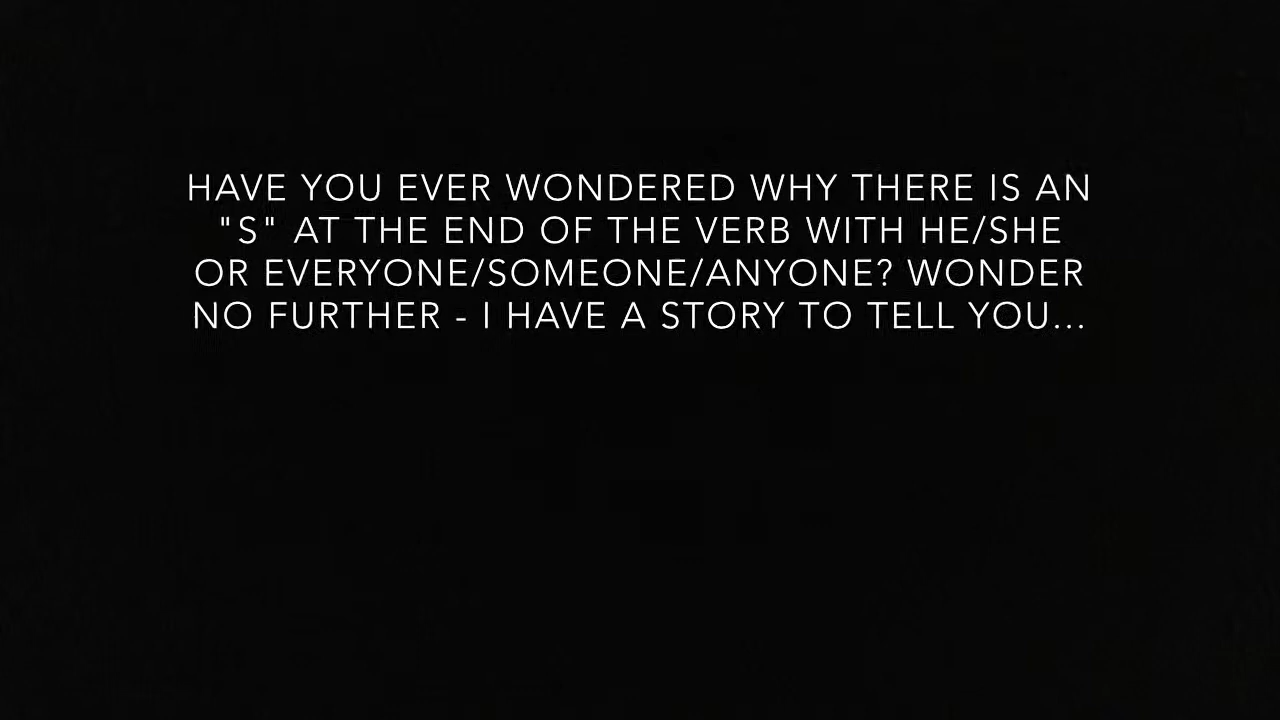 HAVE YOU EVER WONDERED WHY THERE IS AN
"S" AT THE END OF THE VERB WITH HE/SHE
OR EVERYONE/SOMEONE/ANYONE? WONDER
NO FURTHER - I HAVE A STORY TO TELL YOU...